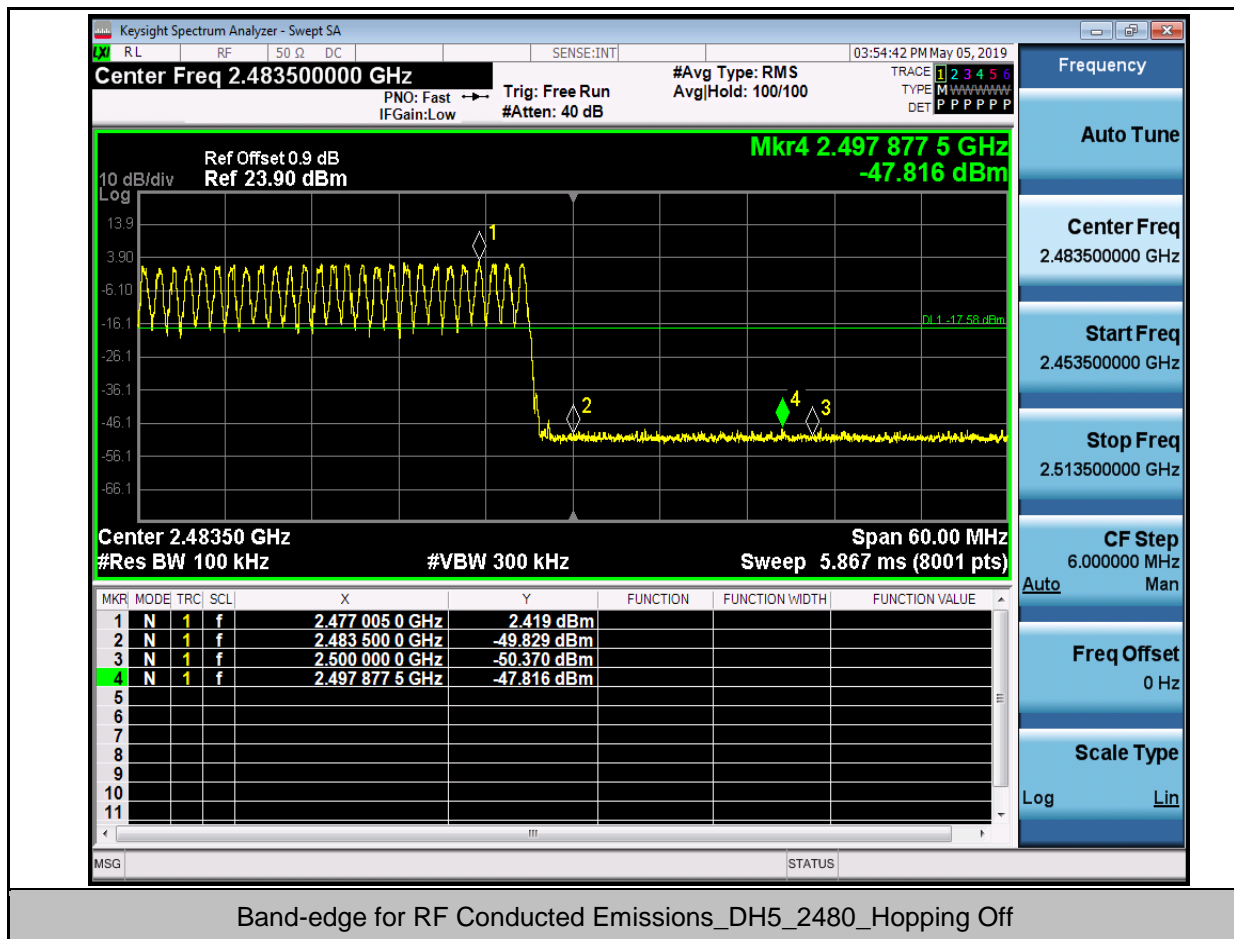 Keysight Spectrum Analyzer - Swept SA
LXI RL RF 50 Ω DC SENSE:INT 03:54:42 PM May 05, 2019
Center Freq 2.483500000 GHz
PNO: Fast
IFGain:Low
Trig: Free Run
#Atten: 40 dB
#Avg Type: RMS
Avg|Hold: 100/100
TRACE 1 2 3 4 5 6
TYPE M WWWWW
DET P P P P P P
Mkr4 2.497 877 5 GHz
-47.816 dBm
Ref Offset 0.9 dB
10 dB/div Ref 23.90 dBm
Log
13.9
3.90
-6.10
-16.1
-26.1
-36.1
-46.1
-56.1
-66.1
1
DL1 -17.58 dBm
2
4
3
Center 2.48350 GHz Span 60.00 MHz
#Res BW 100 kHz #VBW 300 kHz Sweep 5.867 ms (8001 pts)
MKR MODE TRC SCL X Y FUNCTION FUNCTION WIDTH FUNCTION VALUE
1 N 1 f 2.477 005 0 GHz 2.419 dBm
2 N 1 f 2.483 500 0 GHz -49.829 dBm
3 N 1 f 2.500 000 0 GHz -50.370 dBm
4 N 1 f 2.497 877 5 GHz -47.816 dBm
5
6
7
8
9
10
11
MSG STATUS
Frequency
Auto Tune
Center Freq
2.483500000 GHz
Start Freq
2.453500000 GHz
Stop Freq
2.513500000 GHz
CF Step
6.000000 MHz
Auto Man
Freq Offset
0 Hz
Scale Type
Log Lin
Band-edge for RF Conducted Emissions_DH5_2480_Hopping Off